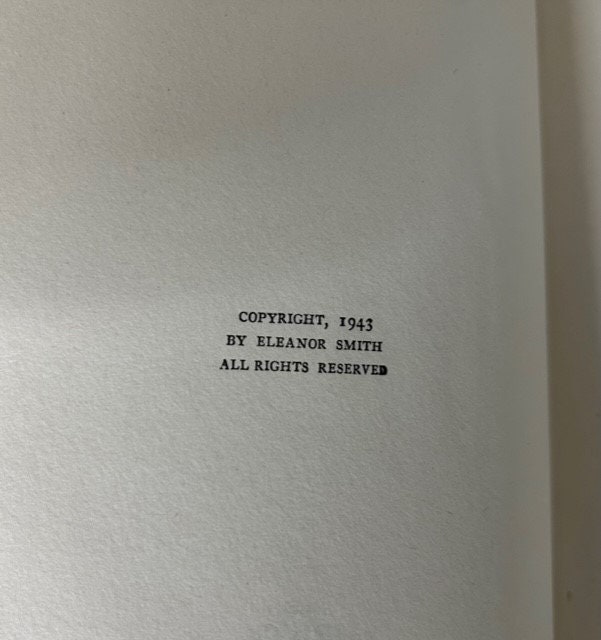 COPYRIGHT, 1943
BY ELEANOR SMITH
ALL RIGHTS RESERVED